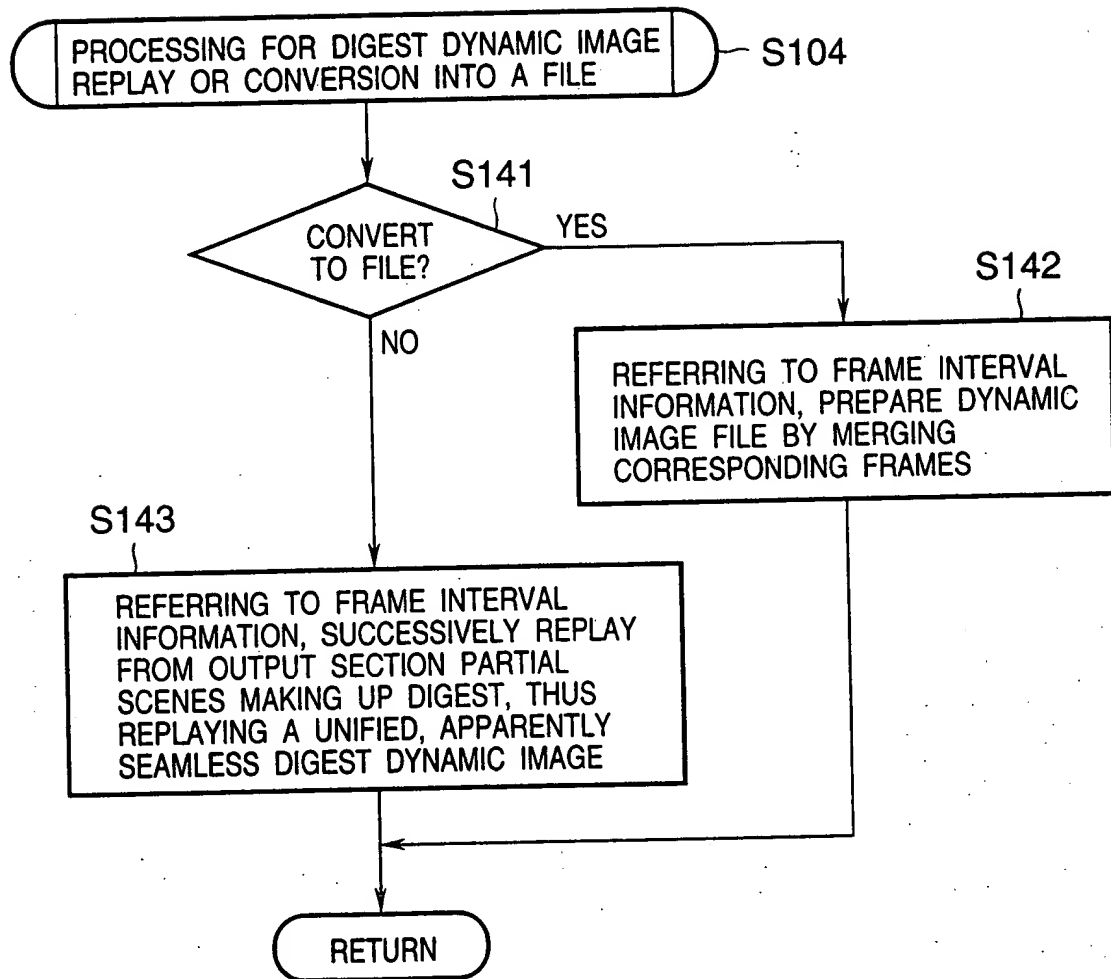 PROCESSING FOR DIGEST DYNAMIC IMAGE
REPLAY OR CONVERSION INTO A FILE
S104
S141
CONVERT
TO FILE?
YES
NO
S142
REFERRING TO FRAME INTERVAL
INFORMATION, PREPARE DYNAMIC
IMAGE FILE BY MERGING
CORRESPONDING FRAMES
S143
REFERRING TO FRAME INTERVAL
INFORMATION, SUCCESSIVELY REPLAY
FROM OUTPUT SECTION PARTIAL
SCENES MAKING UP DIGEST, THUS
REPLAYING A UNIFIED, APPARENTLY
SEAMLESS DIGEST DYNAMIC IMAGE
RETURN